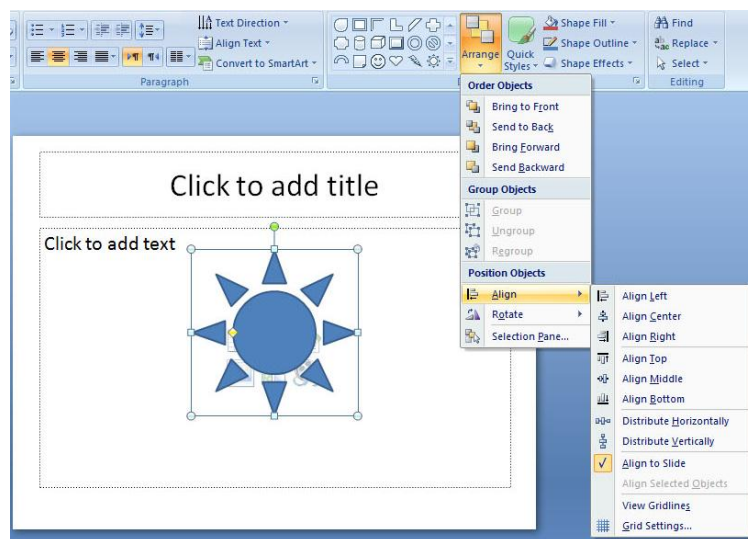 Text Direction
Align Text
Convert to SmartArt
Paragraph
Arrange
Quick
Styles
Shape Fill
Shape Outline
Shape Effects
Find
Replace
Select
Editing
Order Objects
Bring to Front
Send to Back
Bring Forward
Send Backward
Group Objects
Group
Ungroup
Regroup
Position Objects
Align
Rotate
Selection Pane...
Align Left
Align Center
Align Right
Align Top
Align Middle
Align Bottom
Distribute Horizontally
Distribute Vertically
Align to Slide
Align Selected Objects
View Gridlines
Grid Settings...
Click to add title
Click to add text